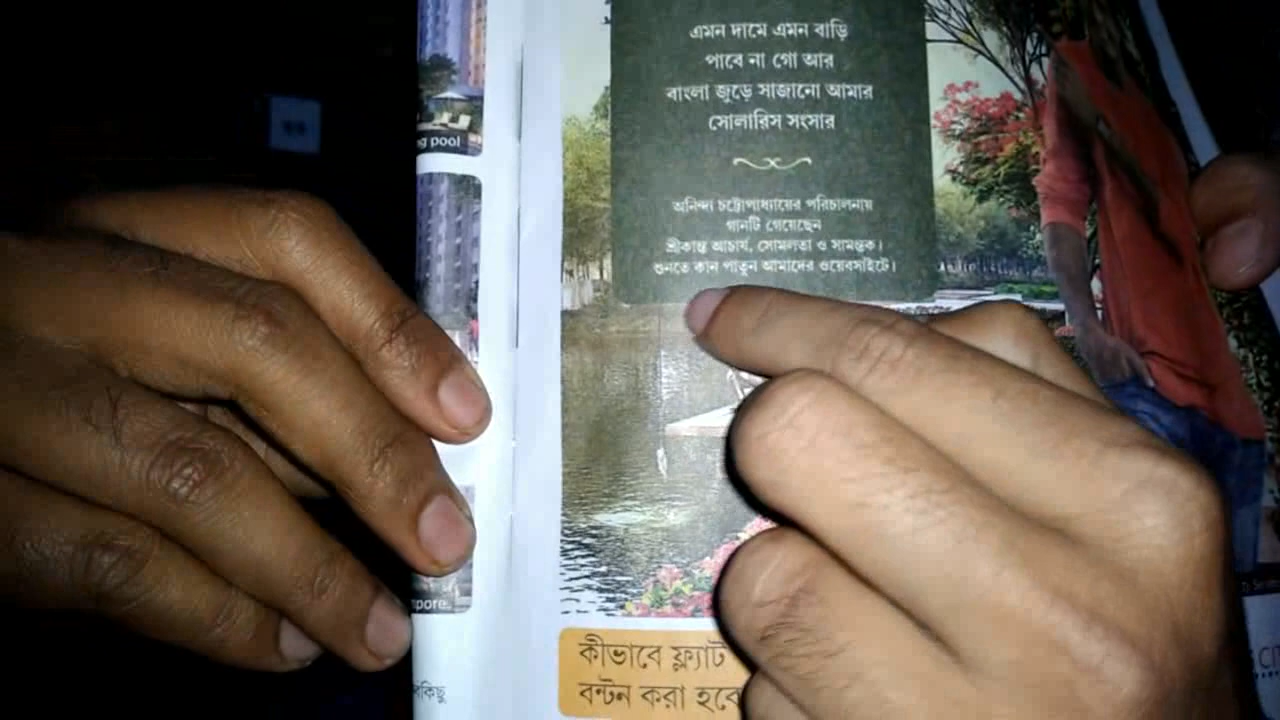 এমন দামে এমন বাড়ি
পাবে না গো আর
বাংলা জুড়ে সাজানো আমার
সোলারিস সংসার
অনিন্দ্য চট্টোপাধ্যায়ের পরিচালনায়
গানটি গেয়েছেন
শ্রীকান্ত আচার্য, সোমলতা ও সামন্তক।
শুনতে কান পাতুন আমাদের ওয়েবসাইটে।
pool
কীভাবে ফ্ল্যাট
বন্টন করা হবে